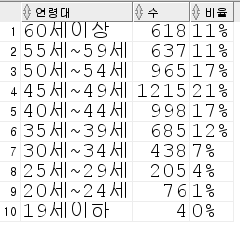 연령대 수 비율
1 60세이상 618 11%
2 55세~59세 637 11%
3 50세~54세 965 17%
4 45세~49세 1215 21%
5 40세~44세 998 17%
6 35세~39세 685 12%
7 30세~34세 438 7%
8 25세~29세 205 4%
9 20세~24세 76 1%
10 19세이하 4 0%